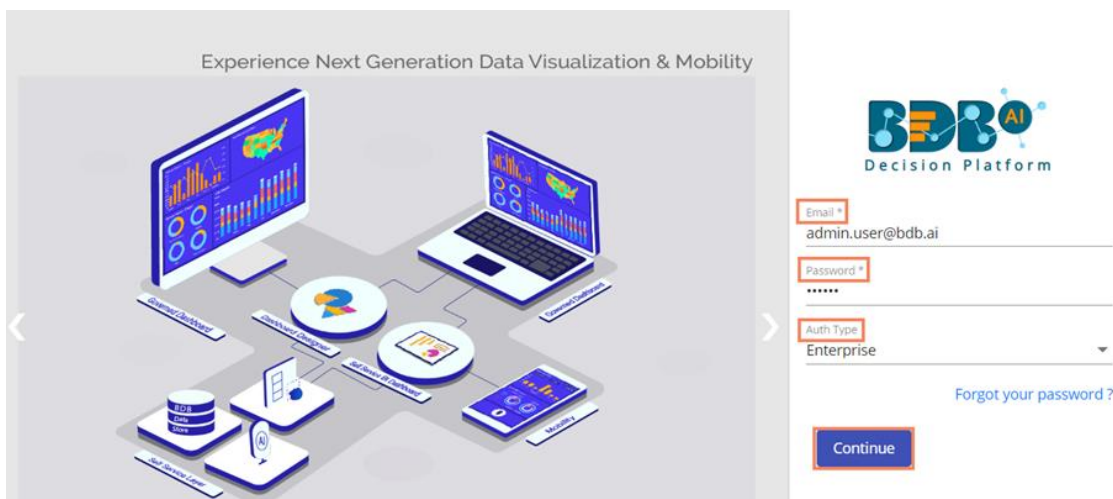 Experience Next Generation Data Visualization & Mobility
Governed Dashboard
Governed Dashboard
Dashboard Designer
Self Service BI Dashboard
Mobility
BDB
Data
Store
AI
Self Service Layer
BDB AI
Decision Platform
Email *
admin.user@bdb.ai
Password *
••••••
Auth Type
Enterprise
Forgot your password ?
Continue